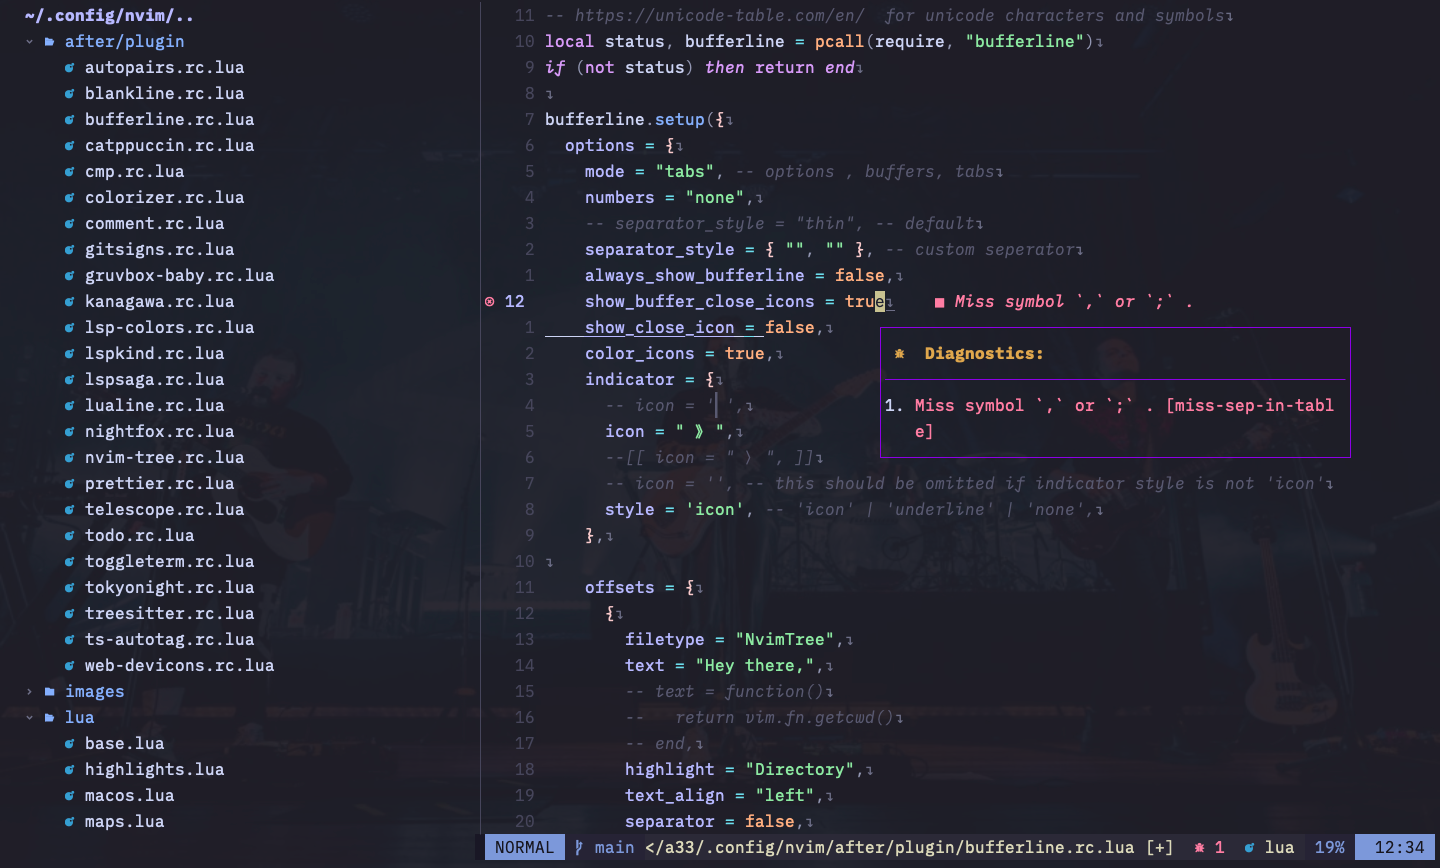 ~/.config/nvim/..
after/plugin
autopairs.rc.lua
blankline.rc.lua
bufferline.rc.lua
catppuccin.rc.lua
cmp.rc.lua
colorizer.rc.lua
comment.rc.lua
gitsigns.rc.lua
gruvbox-baby.rc.lua
kanagawa.rc.lua
lsp-colors.rc.lua
lspkind.rc.lua
lspsaga.rc.lua
lualine.rc.lua
nightfox.rc.lua
nvim-tree.rc.lua
prettier.rc.lua
telescope.rc.lua
todo.rc.lua
toggleterm.rc.lua
tokyonight.rc.lua
treesitter.rc.lua
ts-autotag.rc.lua
web-devicons.rc.lua
images
lua
base.lua
highlights.lua
macos.lua
maps.lua
11 -- https://unicode-table.com/en/  for unicode characters and symbols
10 local status, bufferline = pcall(require, "bufferline")
9 if (not status) then return end
8
7 bufferline.setup({
6   options = {
5     mode = "tabs", -- options , buffers, tabs
4     numbers = "none",
3     -- separator_style = "thin", -- default
2     separator_style = { "", "" }, -- custom seperator
1     always_show_bufferline = false,
12     show_buffer_close_icons = true     ■ Miss symbol `,` or `;` .
1     show_close_icon = false,
2     color_icons = true,
3     indicator = {
4       -- icon = '▎',
5       icon = " 》 ",
6       --[[ icon = " 〉 ", ]]
7       -- icon = '', -- this should be omitted if indicator style is not 'icon'
8       style = 'icon', -- 'icon' | 'underline' | 'none',
9     },
10
11     offsets = {
12       {
13         filetype = "NvimTree",
14         text = "Hey there,",
15         -- text = function()
16         --   return vim.fn.getcwd()
17         -- end,
18         highlight = "Directory",
19         text_align = "left",
20         separator = false,
Diagnostics:
1. Miss symbol `,` or `;` . [miss-sep-in-tabl
e]
NORMAL main </a33/.config/nvim/after/plugin/bufferline.rc.lua [+] 1 lua 19% 12:34